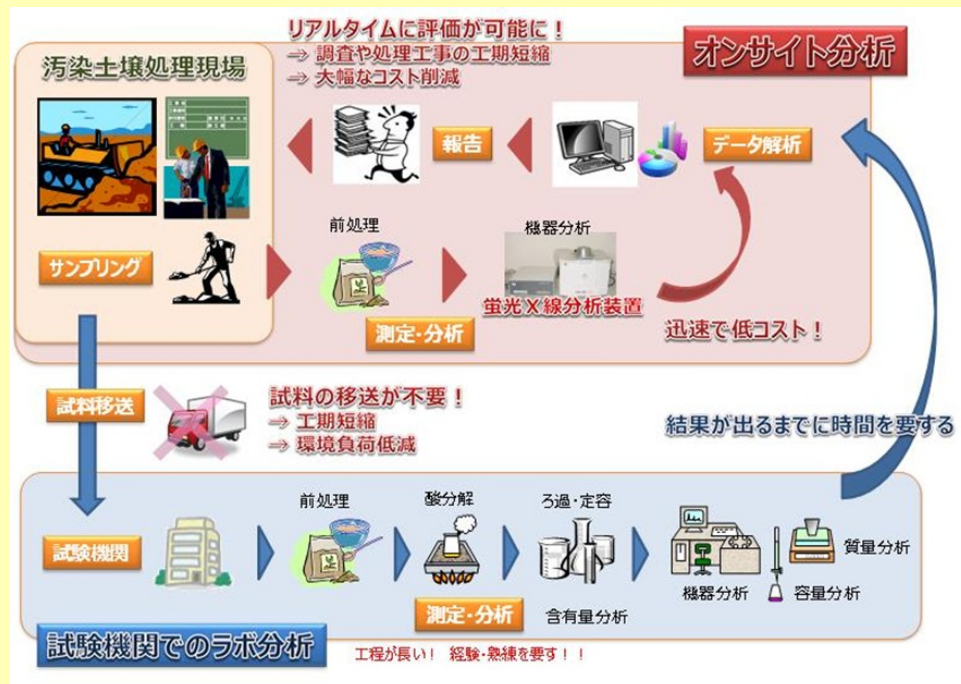 リアルタイムに評価が可能に!
→ 調査や処理工事の工期短縮
→ 大幅なコスト削減
オンサイト分析
汚染土壌処理現場
報告
データ解析
サンプリング
前処理
測定・分析
機器分析
蛍光X線分析装置
迅速で低コスト!
試料移送
試料の移送が不要!
→ 工期短縮
→ 環境負荷低減
結果が出るまでに時間を要する
試験機関
前処理
酸分解
測定・分析
ろ過・定容
含有量分析
機器分析
容量分析
質量分析
試験機関でのラボ分析
工程が長い! 経験・熟練を要す!!